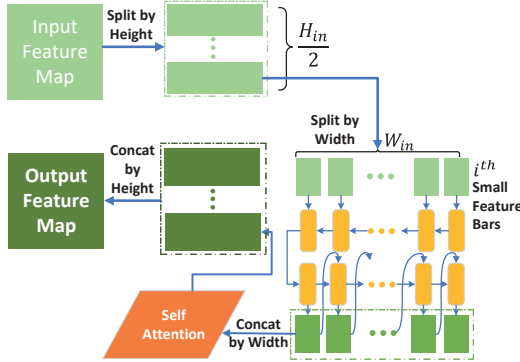 Input
Feature
Map
Split by
Height
H_in
2
Split by
Width
W_in
i^th
Small
Feature
Bars
Output
Feature
Map
Concat
by
Height
Self
Attention
Concat
by Width